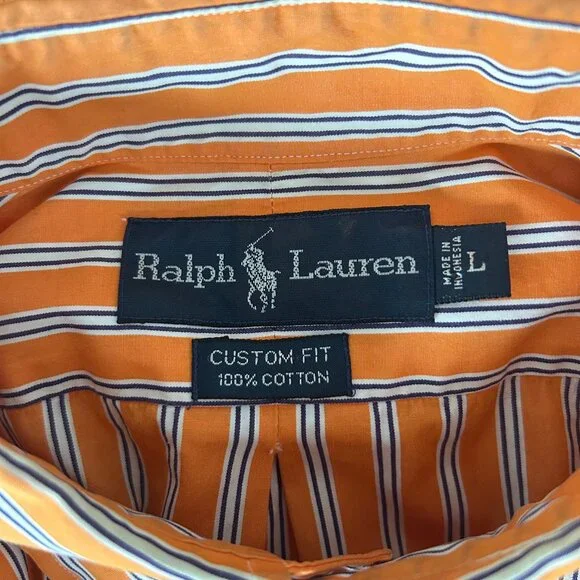 Ralph Lauren
MADE IN
INDONESIA
L
CUSTOM FIT
100% COTTON